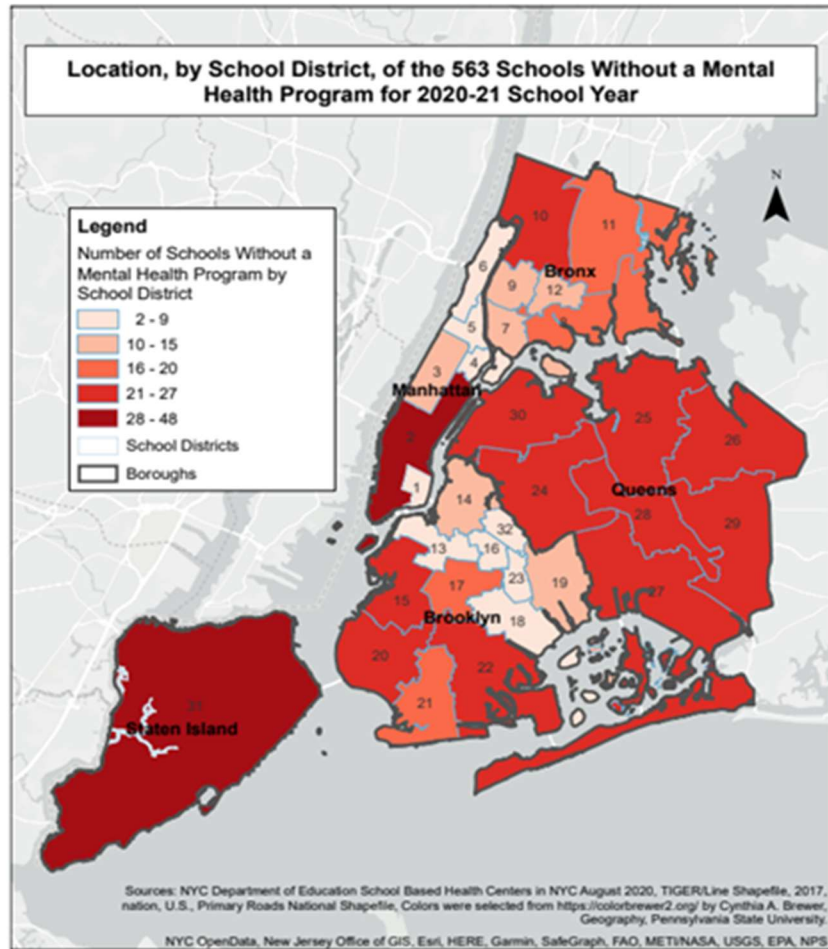 Location, by School District, of the 563 Schools Without a Mental
Health Program for 2020-21 School Year
N
Legend
Number of Schools Without a
Mental Health Program by
School District
2 - 9
10 - 15
16 - 20
21 - 27
28 - 48
School Districts
Boroughs
10
11
6
Bronx
9
12
5
7
8
4
3
Manhattan
30
25
26
2
24
Queens
1
14
28
29
32
13
16
23
19
17
15
27
Brooklyn
18
20
22
21
31
Staten Island
Sources: NYC Department of Education School Based Health Centers in NYC August 2020, TIGER/Line Shapefile, 2017,
nation, U.S., Primary Roads National Shapefile, Colors were selected from https://colorbrewer2.org/ by Cynthia A. Brewer,
Geography, Pennsylvania State University.
NYC OpenData, New Jersey Office of GIS, Esri, HERE, Garmin, SafeGraph, FAO, METI/NASA, USGS, EPA, NPS